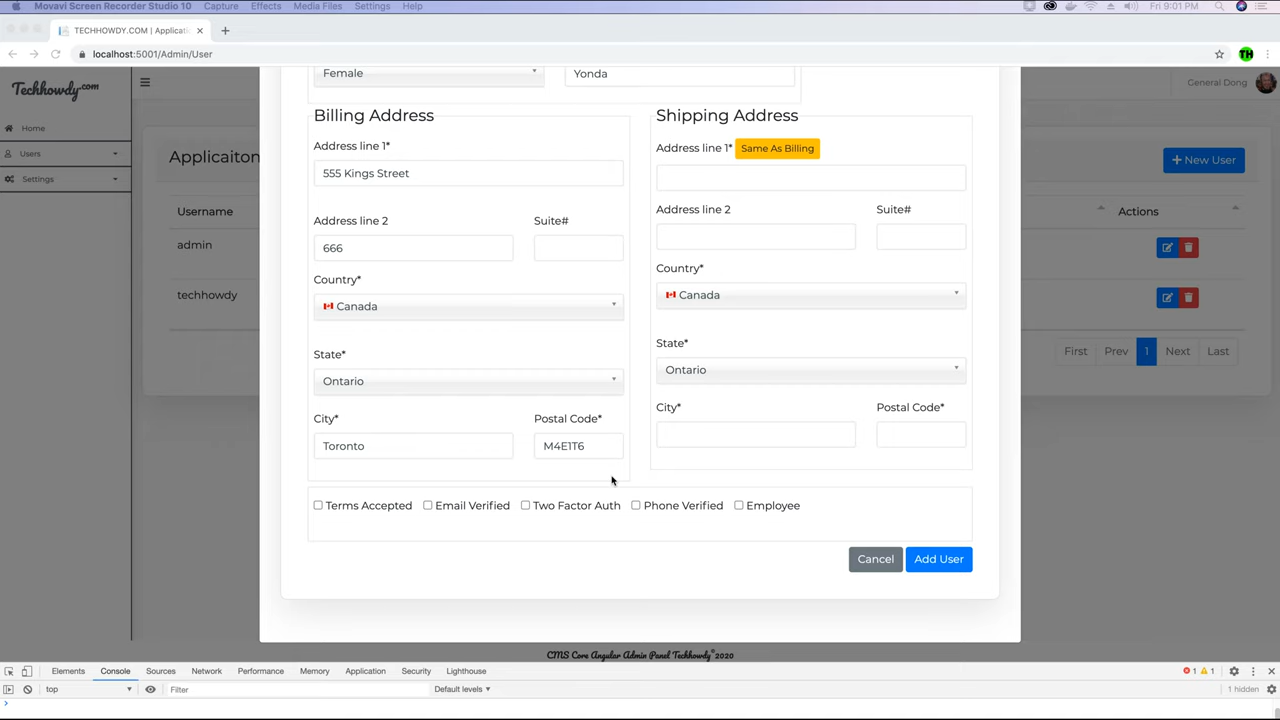 Movavi Screen Recorder Studio 10 Capture Effects Media Files Settings Help Fri 9:01 PM
TECHHOWDY.COM | Applicati
localhost:5001/Admin/User
TH
Techhowdy.com
General Dong
Home
Users
Settings
Applicaiton
+ New User
Username
Actions
admin
techhowdy
First Prev 1 Next Last
Female Yonda
Billing Address
Address line 1*
555 Kings Street
Address line 2 Suite#
666
Country*
Canada
State*
Ontario
City* Postal Code*
Toronto M4E1T6
Shipping Address
Address line 1* Same As Billing
Address line 2 Suite#
Country*
Canada
State*
Ontario
City* Postal Code*
Terms Accepted Email Verified Two Factor Auth Phone Verified Employee
Cancel Add User
CMS Core Angular Admin Panel Techhowdy®2020
Elements Console Sources Network Performance Memory Application Security Lighthouse 1 1
top Filter Default levels 1 hidden